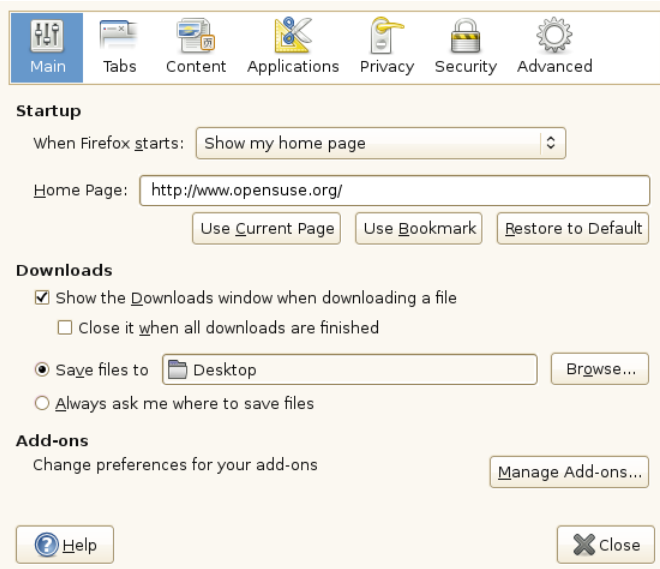 Main Tabs Content Applications Privacy Security Advanced
Startup
When Firefox starts: Show my home page
Home Page: http://www.opensuse.org/
Use Current Page Use Bookmark Restore to Default
Downloads
Show the Downloads window when downloading a file
Close it when all downloads are finished
Save files to Desktop Browse...
Always ask me where to save files
Add-ons
Change preferences for your add-ons
Manage Add-ons...
Help Close